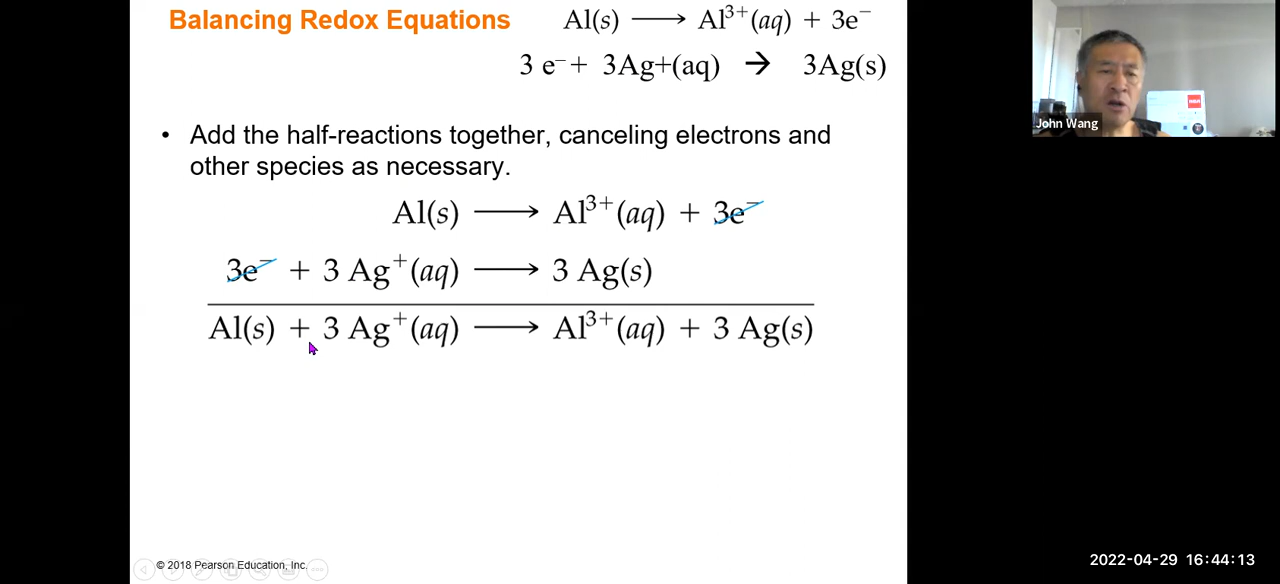 Balancing Redox Equations
Al(s) ⟶ Al³⁺(aq) + 3e⁻
3 e⁻+ 3Ag+(aq) → 3Ag(s)
John Wang
• Add the half-reactions together, canceling electrons and
other species as necessary.
Al(s) ⟶ Al³⁺(aq) + 3e⁻
3e⁻ + 3 Ag⁺(aq) ⟶ 3 Ag(s)
Al(s) + 3 Ag⁺(aq) ⟶ Al³⁺(aq) + 3 Ag(s)
© 2018 Pearson Education, Inc.
2022-04-29 16:44:13